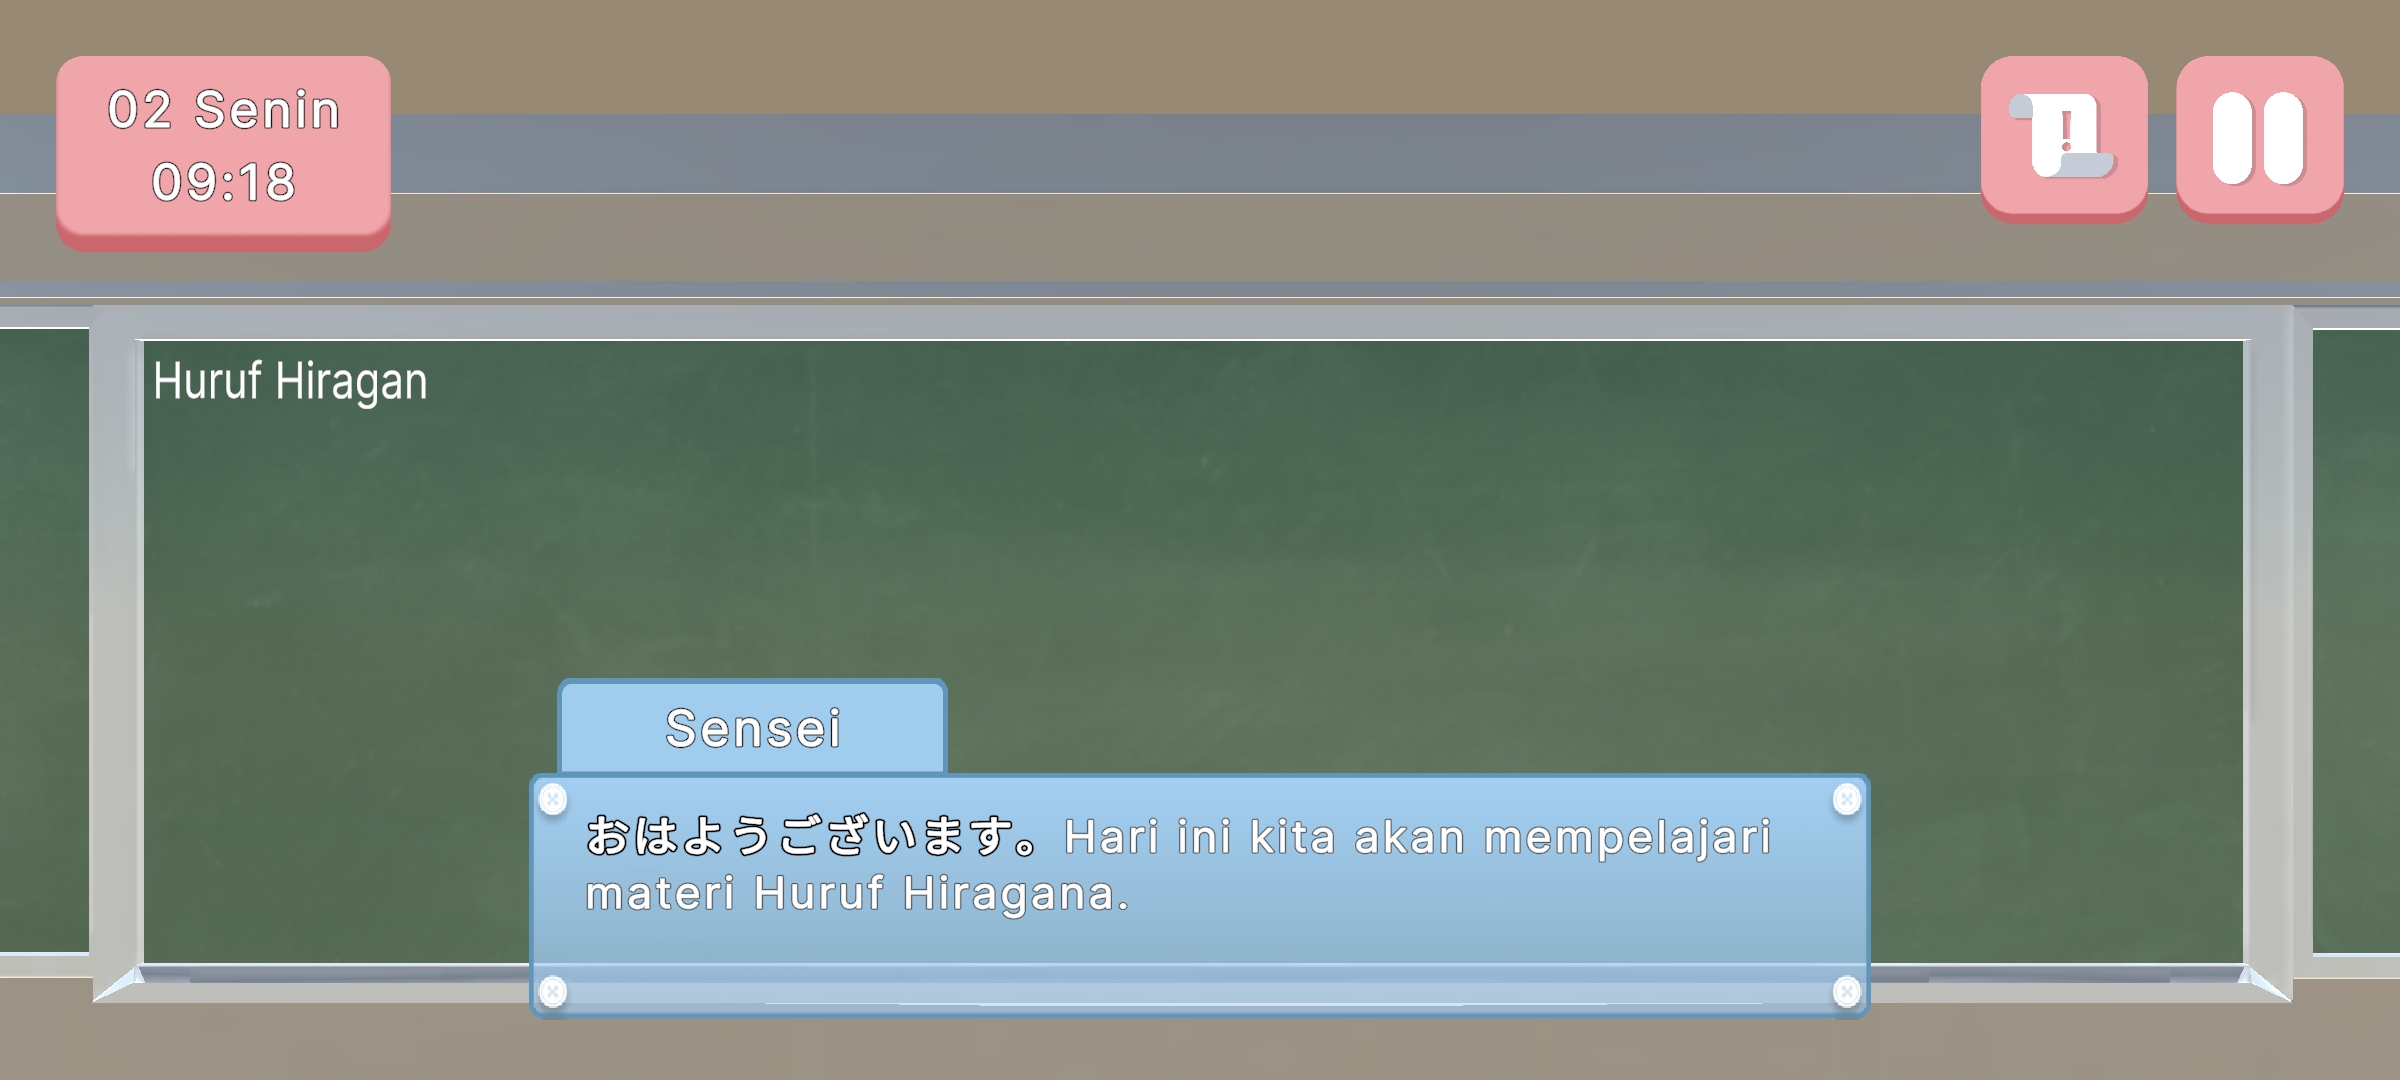 02 Senin
09:18
Huruf Hiragan
Sensei
おはようございます。Hari ini kita akan mempelajari
materi Huruf Hiragana.